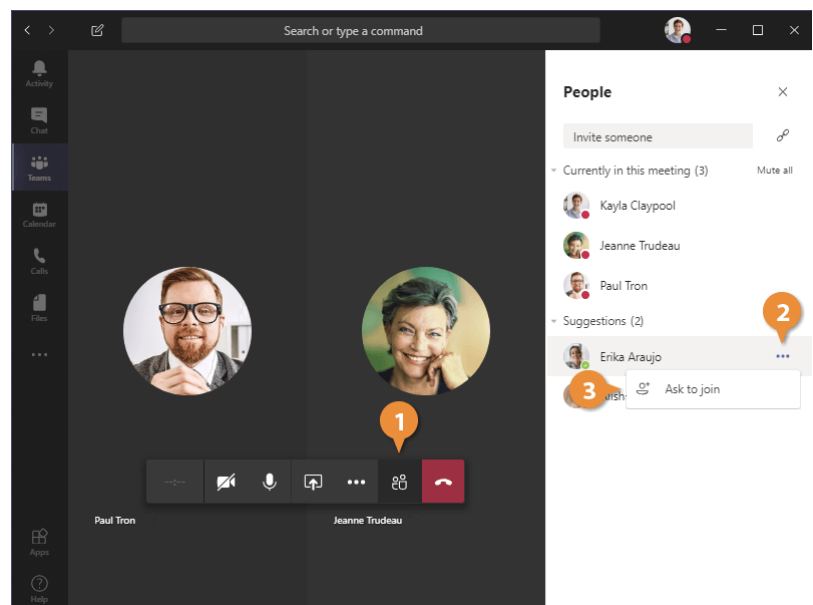 Search or type a command
Activity
Chat
Teams
Calendar
Calls
Files
Apps
Help
1
Paul Tron
Jeanne Trudeau
People
Invite someone
Currently in this meeting (3) Mute all
Kayla Claypool
Jeanne Trudeau
Paul Tron
2
Suggestions (2)
Erika Araujo
3
Ask to join